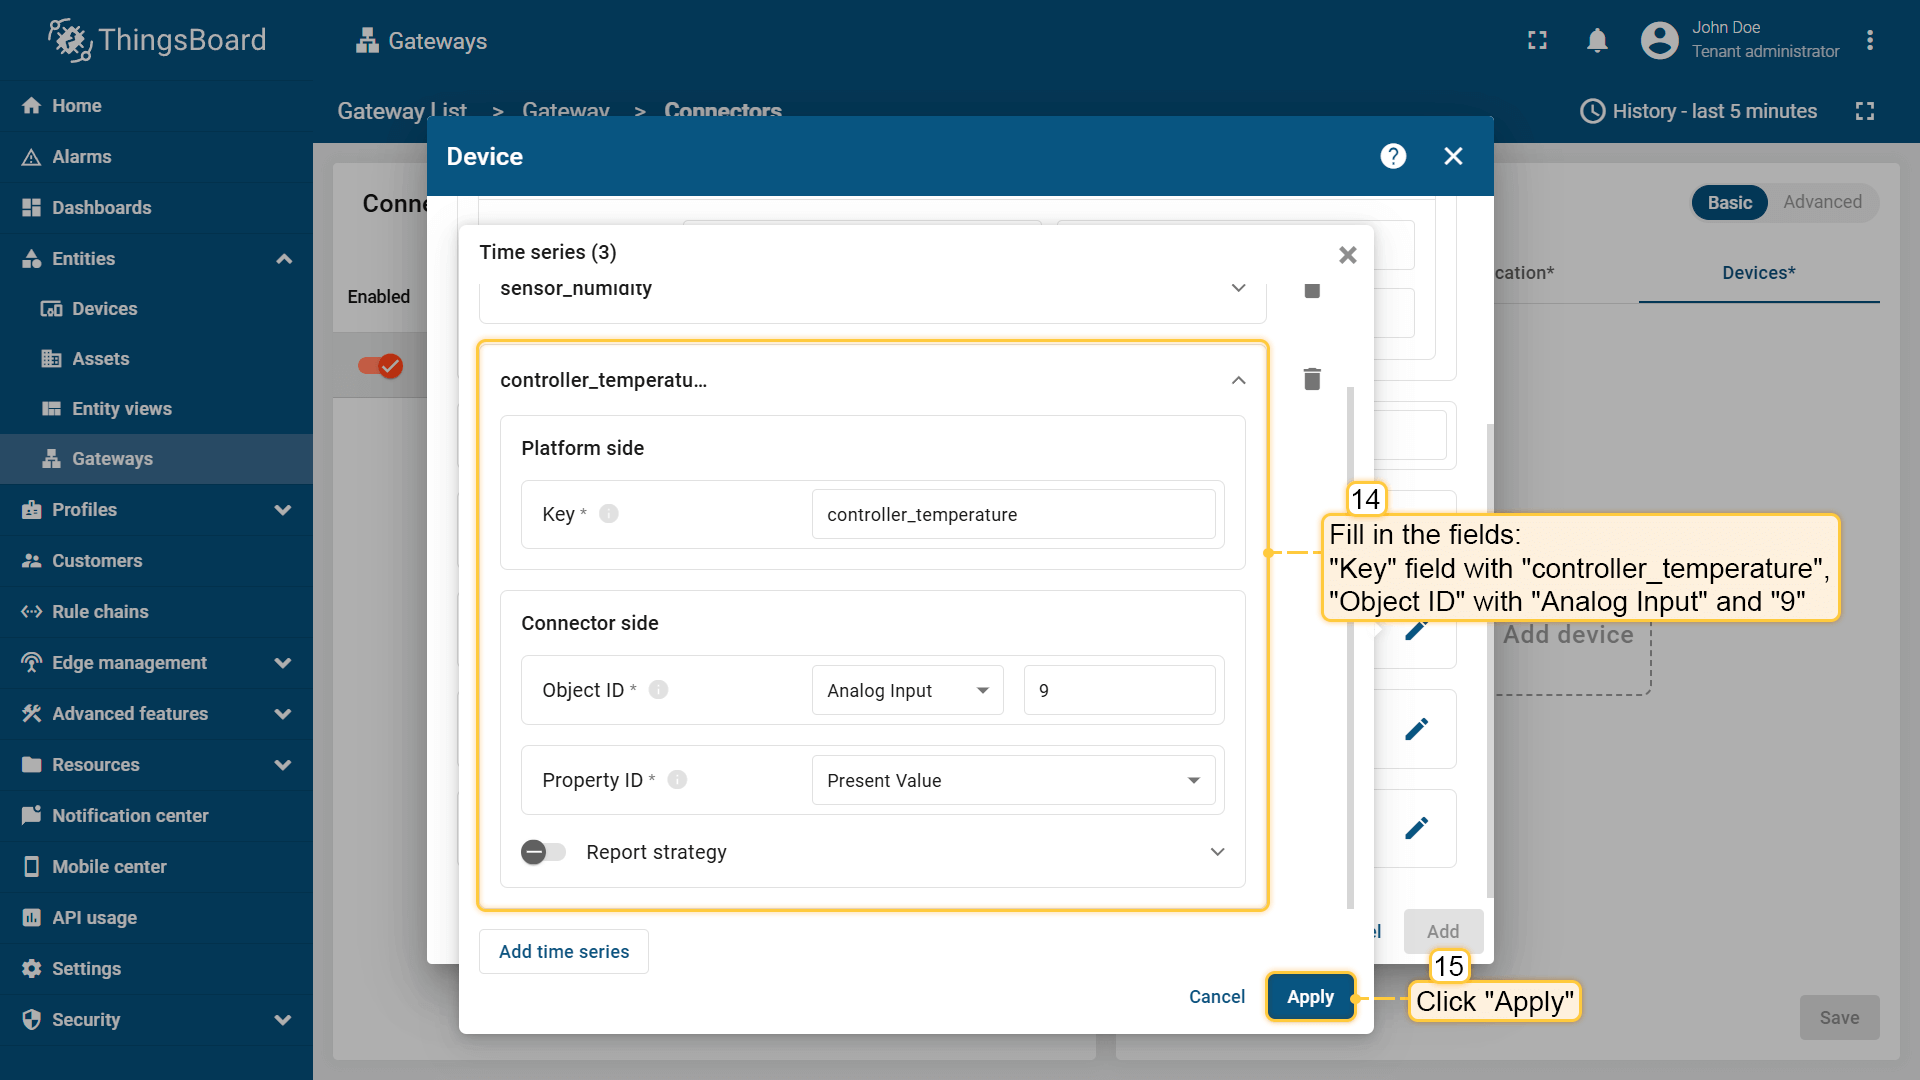 ThingsBoard
Gateways
John Doe
Tenant administrator
Home
Alarms
Dashboards
Entities
Devices
Assets
Entity views
Gateways
Profiles
Customers
Rule chains
Edge management
Advanced features
Resources
Notification center
Mobile center
API usage
Settings
Security
Gateway List > Gateway > Connectors
History - last 5 minutes
Conne
Enabled
Basic
Advanced
cation*
Devices*
Add device
Save
Device
Time series (3)
sensor_humidity
controller_temperatu...
Platform side
Key *
controller_temperature
Connector side
Object ID *
Analog Input
9
Property ID *
Present Value
Report strategy
Add time series
Cancel
Apply
el
Add
14
Fill in the fields:
"Key" field with "controller_temperature",
"Object ID" with "Analog Input" and "9"
15
Click "Apply"